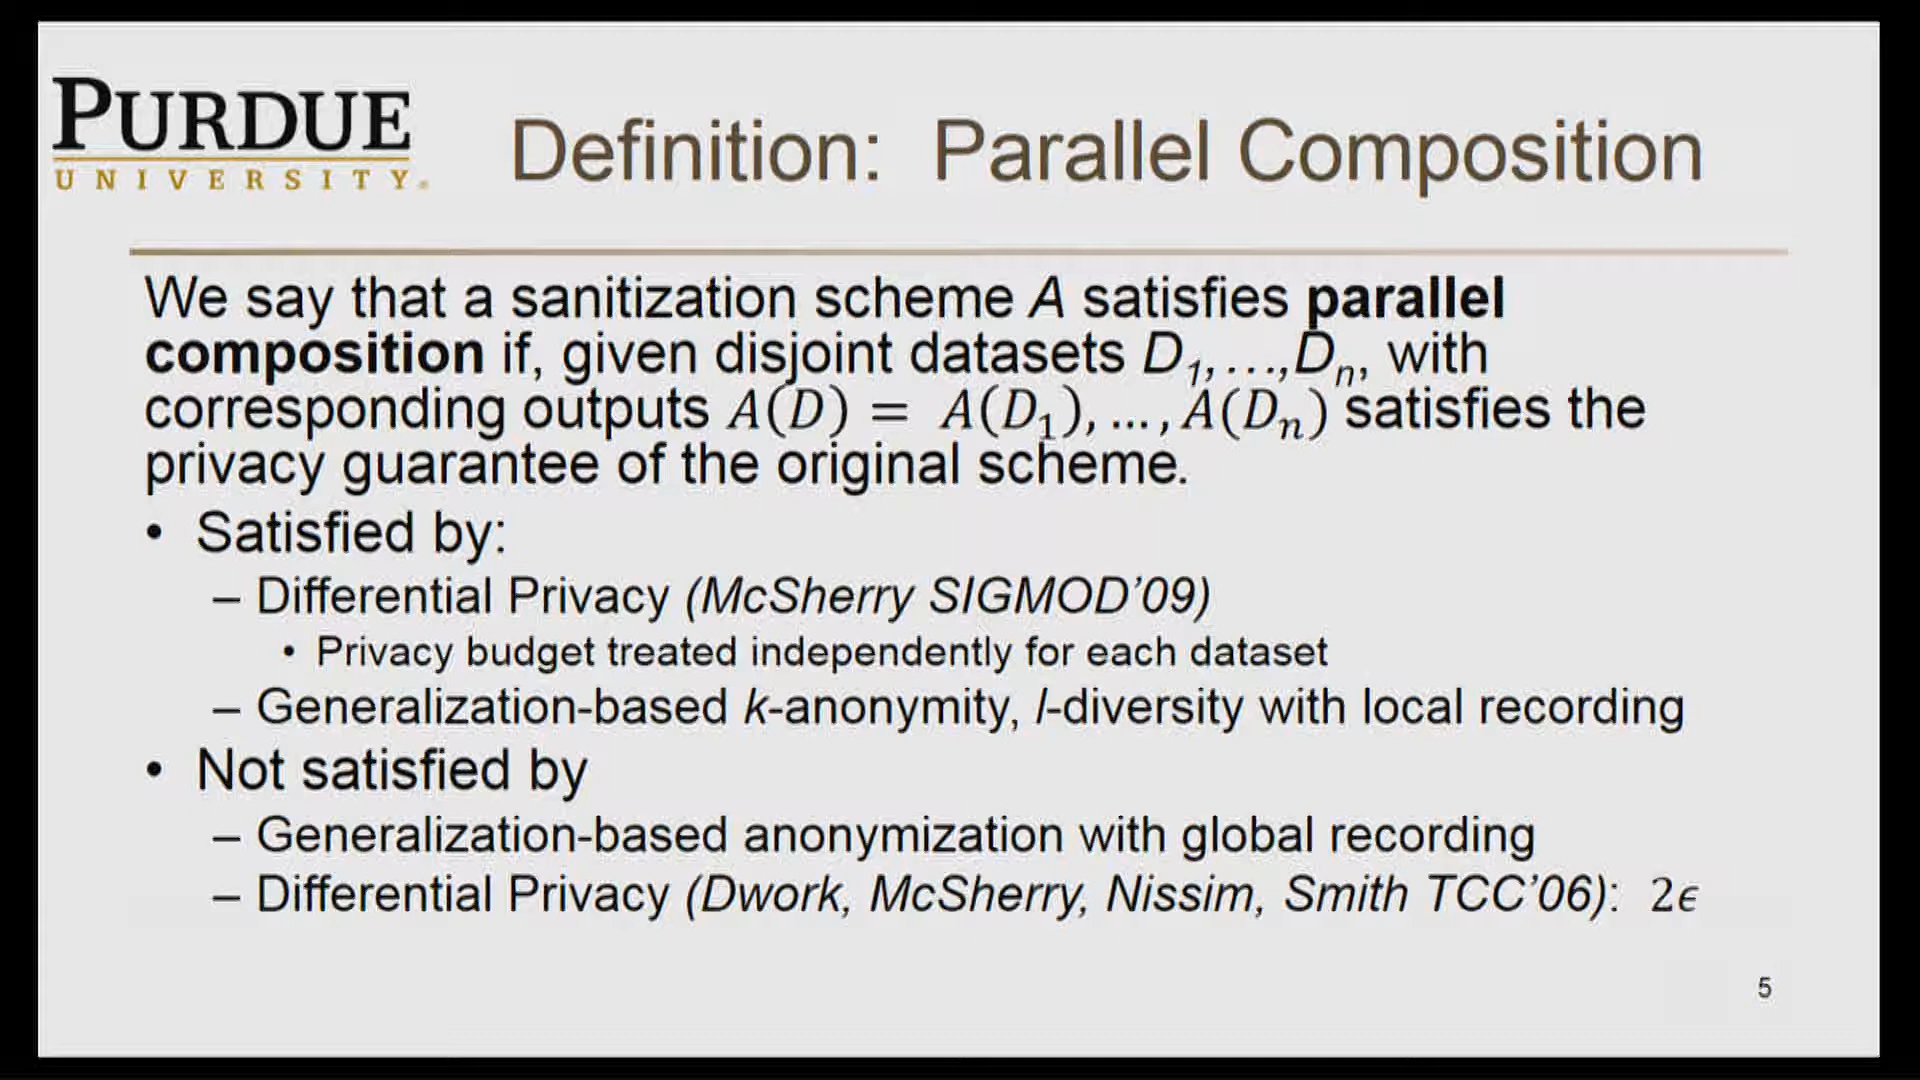 PURDUE
UNIVERSITY
Definition: Parallel Composition
We say that a sanitization scheme A satisfies parallel
composition if, given disjoint datasets D1,…,Dn, with
corresponding outputs A(D) = A(D1), … , A(Dn) satisfies the
privacy guarantee of the original scheme.
• Satisfied by:
– Differential Privacy (McSherry SIGMOD'09)
• Privacy budget treated independently for each dataset
– Generalization-based k-anonymity, l-diversity with local recording
• Not satisfied by
– Generalization-based anonymization with global recording
– Differential Privacy (Dwork, McSherry, Nissim, Smith TCC'06): 2ϵ
5